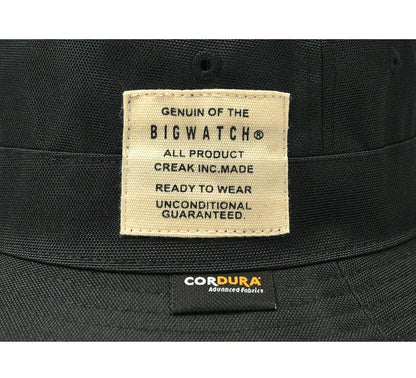 GENUIN OF THE
BIGWATCH®
ALL PRODUCT
CREAK INC.MADE
READY TO WEAR
UNCONDITIONAL
GUARANTEED.
CORDURA®
Advanced Fabrics